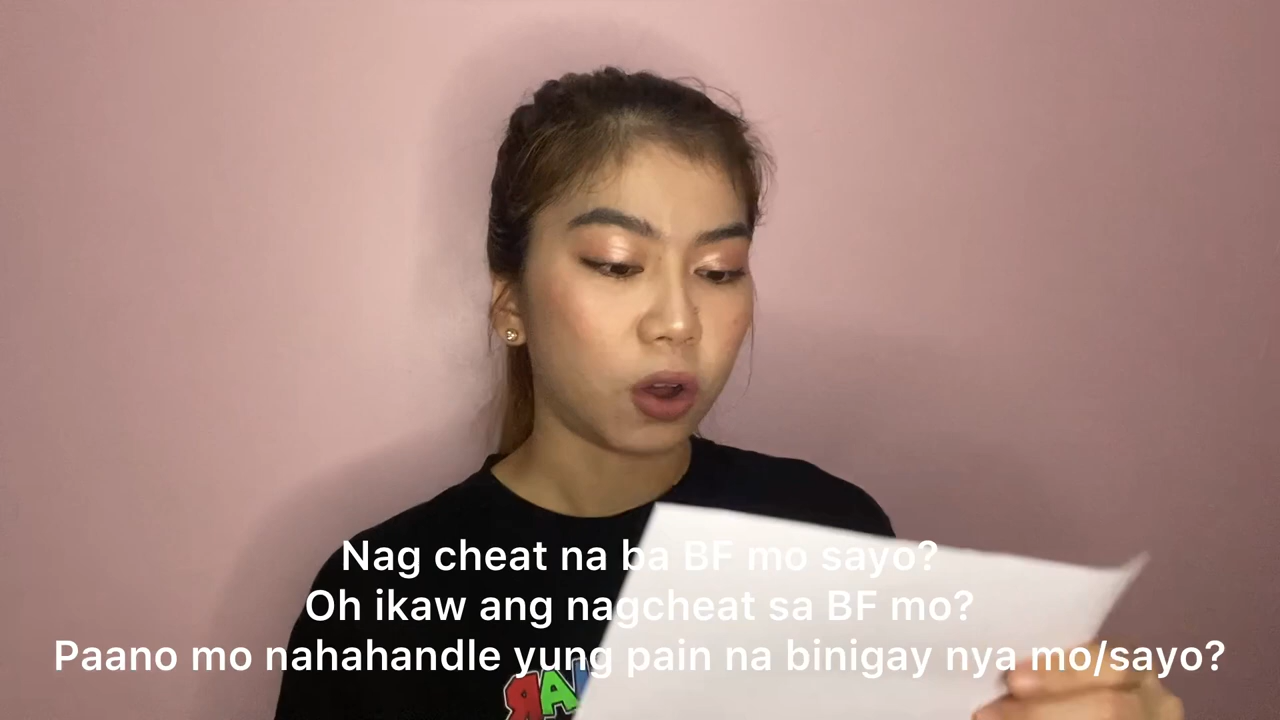 Nag cheat na ba BF mo sayo?
Oh ikaw ang nagcheat sa BF mo?
Paano mo nahahandle yung pain na binigay nya mo/sayo?